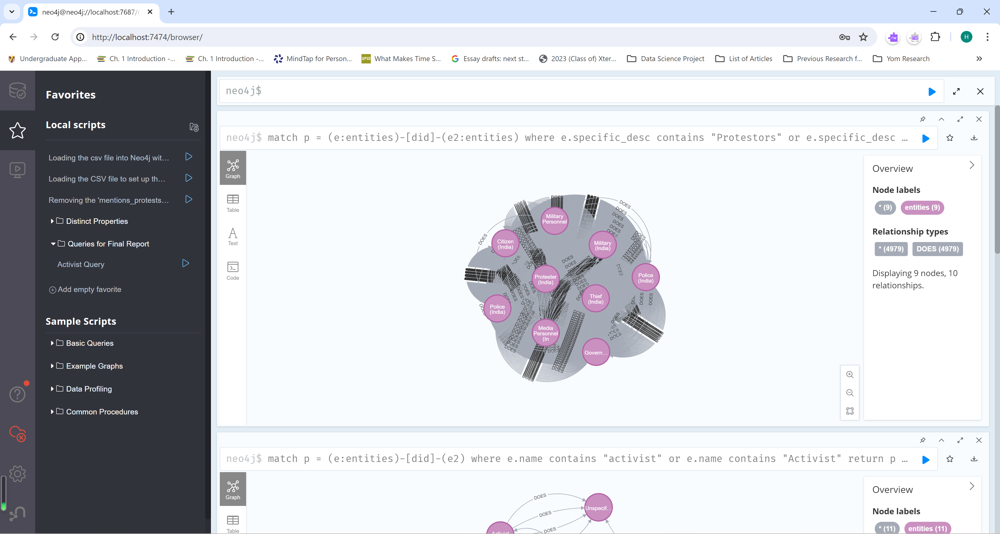 neo4j@neo4j://localhost:7687/
http://localhost:7474/browser/
H
Undergraduate App...
Ch. 1 Introduction -...
Ch. 1 Introduction -...
MindTap for Person...
What Makes Time S...
Essay drafts: next st...
2023 (Class of) Xter...
Data Science Project
List of Articles
Previous Research f...
Yom Research
Favorites
Local scripts
Loading the csv file into Neo4j wit...
Loading the CSV file to set up th...
Removing the 'mentions_protests...
Distinct Properties
Queries for Final Report
Activist Query
Add empty favorite
Sample Scripts
Basic Queries
Example Graphs
Data Profiling
Common Procedures
neo4j$
neo4j$ match p = (e:entities)-[did]-(e2:entities) where e.specific_desc contains "Protestors" or e.specific_desc …
Graph
Table
Text
Code
Military Personnel
Citizen (India)
Military (India)
Protester (India)
Police (India)
Thief (India)
Police (India)
Media Personnel (In
Govern...
DOES
DOES
DOES
DOES
DOES
DOES
Overview
Node labels
* (9)
entities (9)
Relationship types
* (4979)
DOES (4979)
Displaying 9 nodes, 10
relationships.
neo4j$ match p = (e:entities)-[did]-(e2) where e.name contains "activist" or e.name contains "Activist" return p …
Graph
Table
DOES
DOES
DOES
Unspecif...
Activist
Overview
Node labels
* (11)
entities (11)